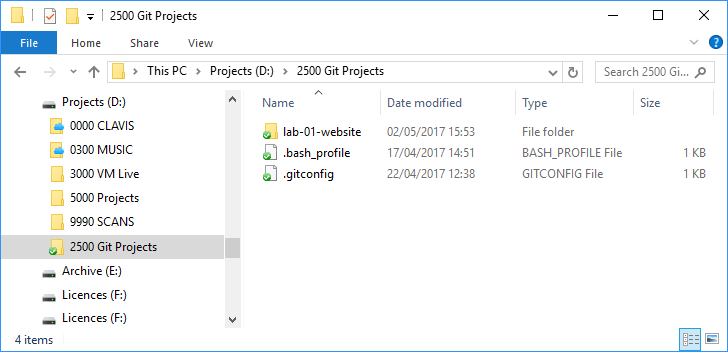 2500 Git Projects
File Home Share View
This PC Projects (D:) 2500 Git Projects Search 2500 Gi...
Name Date modified Type Size
Projects (D:)
0000 CLAVIS
0300 MUSIC
3000 VM Live
5000 Projects
9990 SCANS
2500 Git Projects
Archive (E:)
Licences (F:)
Licences (F:)
lab-01-website 02/05/2017 15:53 File folder
.bash_profile 17/04/2017 14:51 BASH_PROFILE File 1 KB
.gitconfig 22/04/2017 12:38 GITCONFIG File 1 KB
4 items